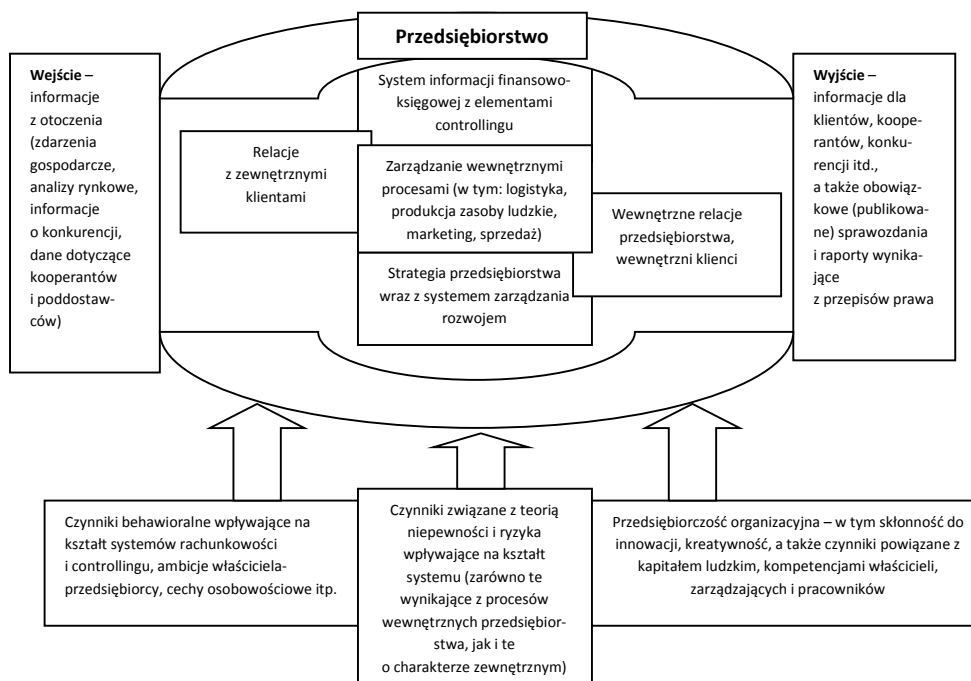 Przedsiębiorstwo
Wejście –
informacje
z otoczenia
(zdarzenia
gospodarcze,
analizy rynkowe,
informacje
o konkurencji,
dane dotyczące
kooperantów
i poddostaw-
ców)
System informacji finansowo-
księgowej z elementami
controllingu
Relacje
z zewnętrznymi
klientami
Zarządzanie wewnętrznymi
procesami (w tym: logistyka,
produkcja zasoby ludzkie,
marketing, sprzedaż)
Wewnętrzne relacje
przedsiębiorstwa,
wewnętrzni klienci
Strategia przedsiębiorstwa
wraz z systemem zarządzania
rozwojem
Wyjście –
informacje dla
klientów, koope-
rantów, konku-
rencji itd.,
a także obowiąz-
kowe (publikowa-
ne) sprawozdania
i raporty wynika-
jące
z przepisów prawa
Czynniki behawioralne wpływające na
kształt systemów rachunkowości
i controllingu, ambicje właściciela-
przedsiębiorcy, cechy osobowościowe itp.
Czynniki związane z teorią
niepewności i ryzyka
wpływające na kształt
systemu (zarówno te
wynikające z procesów
wewnętrznych przedsiębior-
stwa, jak i te
o charakterze zewnętrznym)
Przedsiębiorczość organizacyjna – w tym skłonność do
innowacji, kreatywność, a także czynniki powiązane z
kapitałem ludzkim, kompetencjami właścicieli,
zarządzających i pracowników